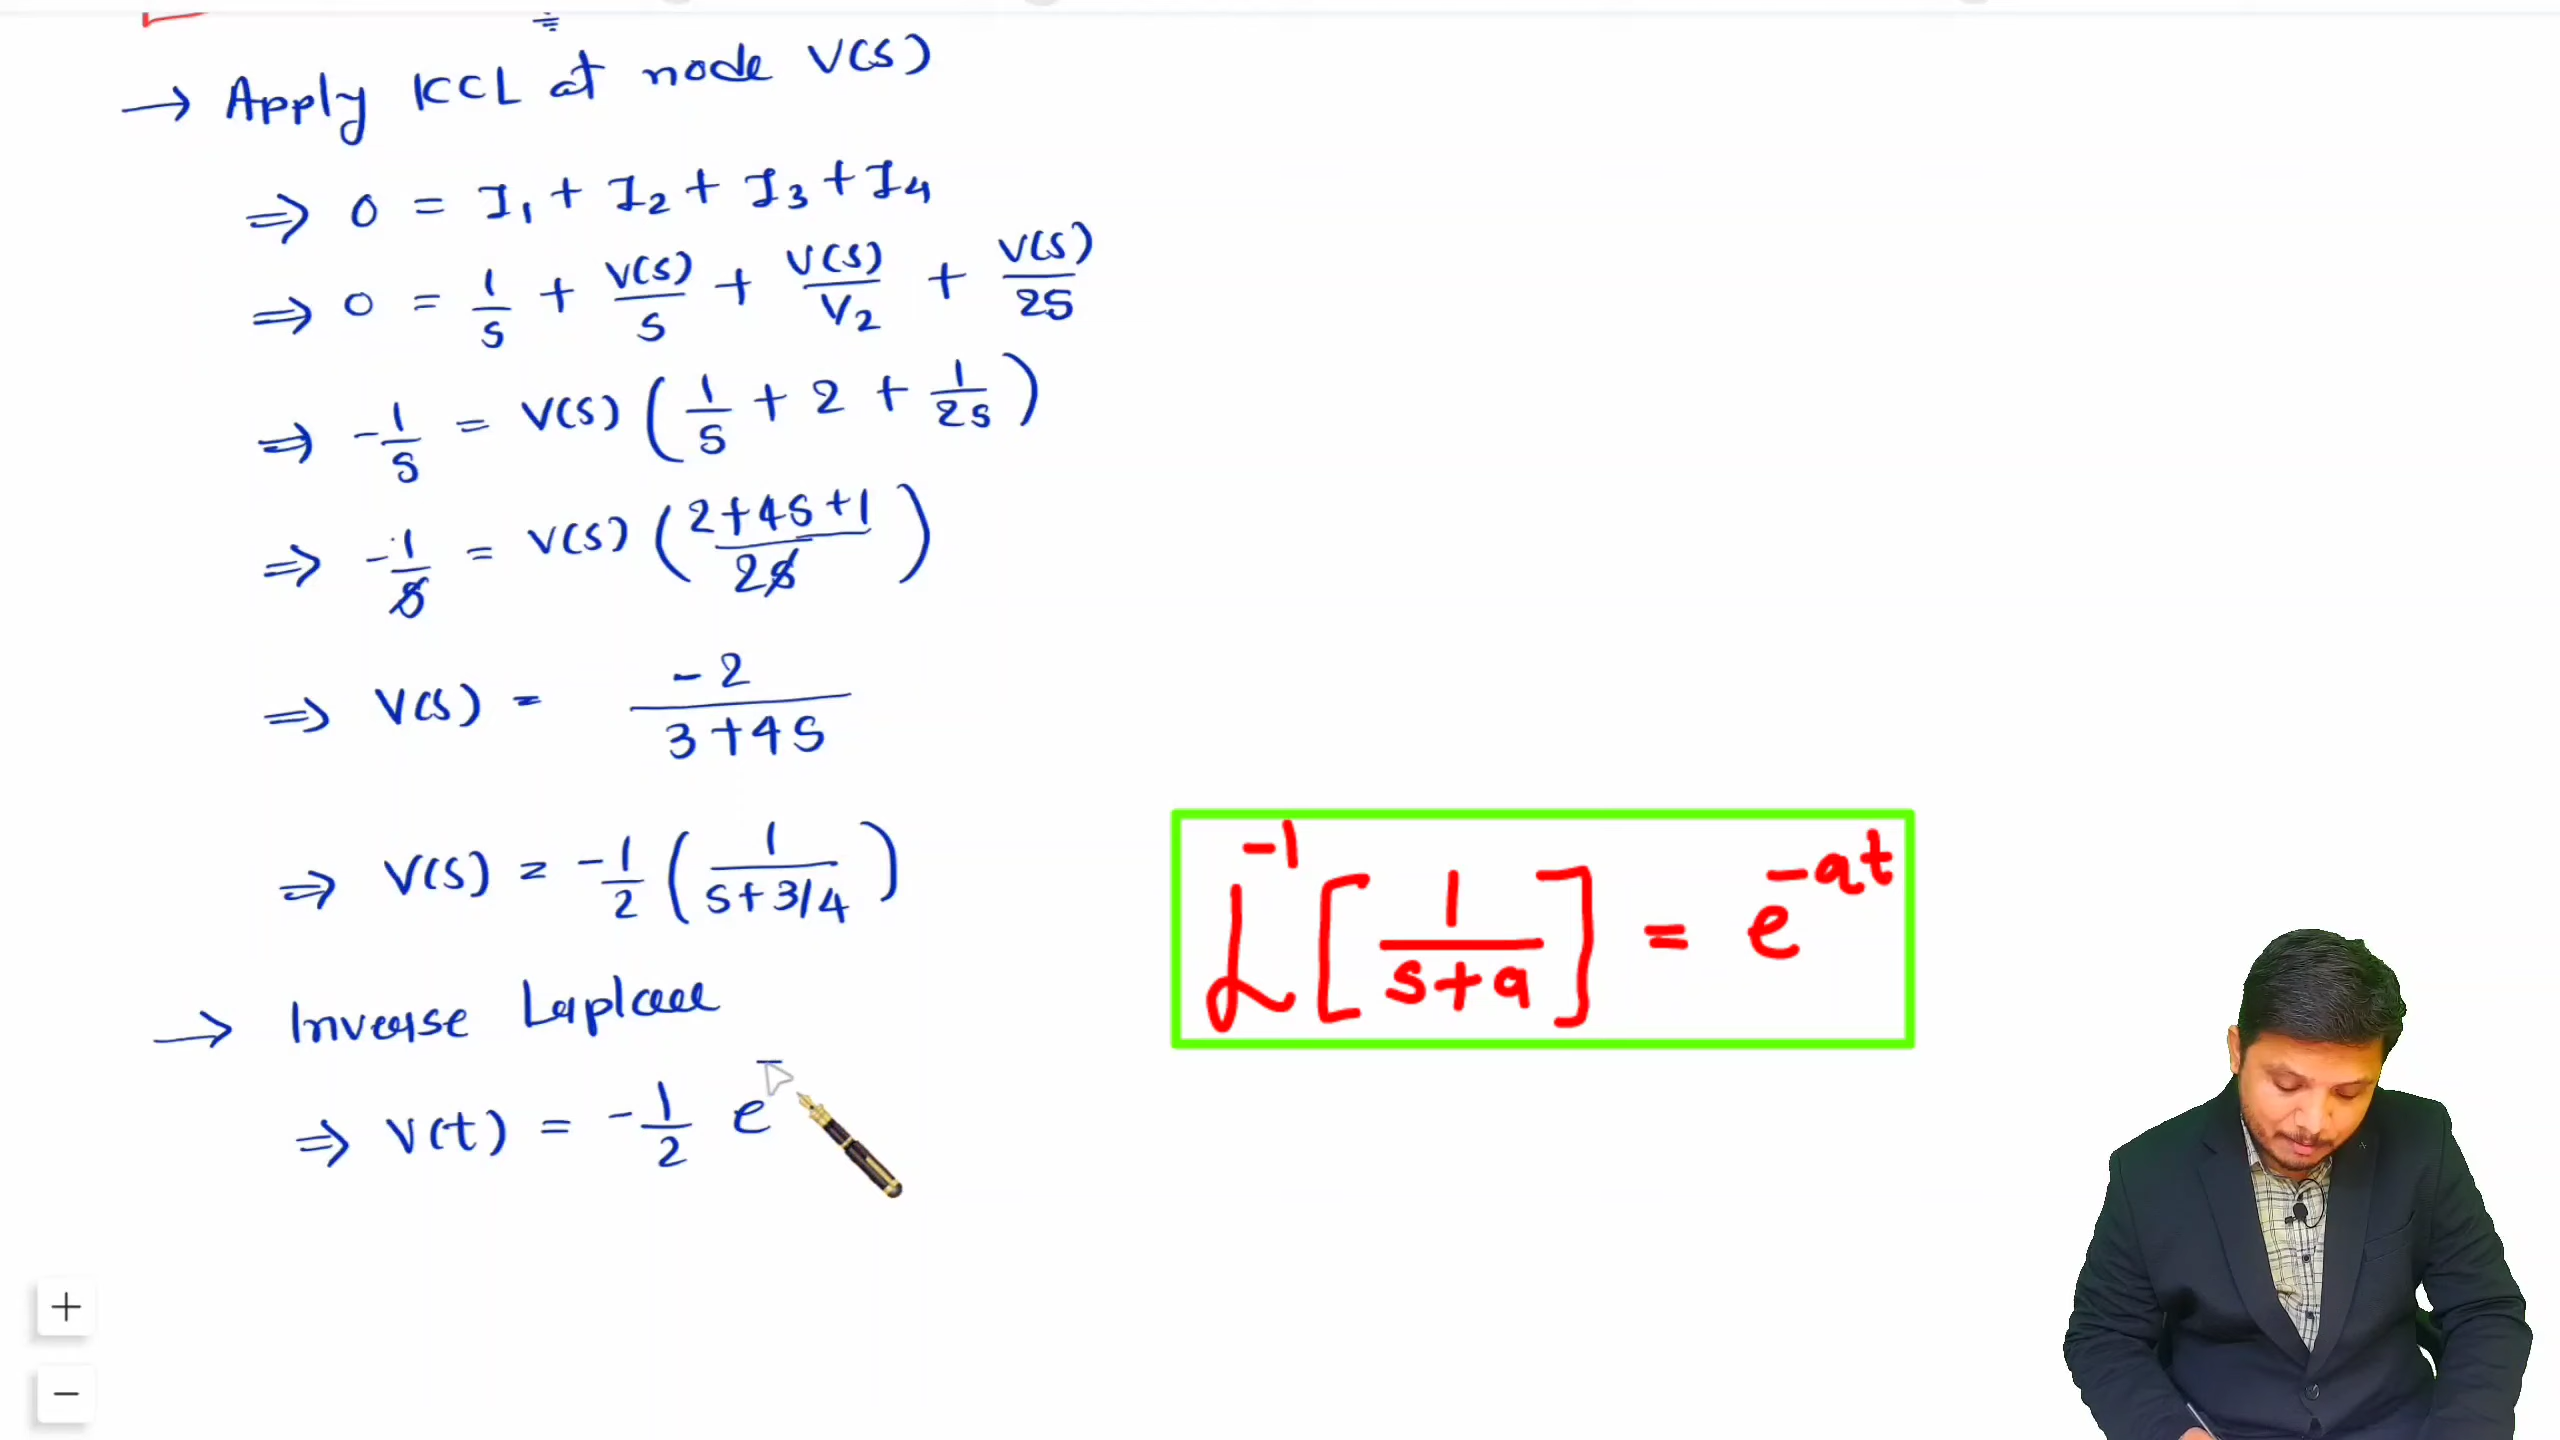 → Apply KCL at node V(s)
⇒ 0 = I₁ + I₂ + I₃ + I₄
⇒ 0 = 1/s + V(s)/s + V(s)/1/2 + V(s)/2s
⇒ -1/s = V(s) (1/s + 2 + 1/2s)
⇒ -1/s = V(s) (2+4s+1 / 2s)
⇒ V(s) = -2 / 3+4s
⇒ V(s) = -1/2 (1 / s+3/4)
ℒ⁻¹ [1 / s+a] = e^-at
→ Inverse Laplace
⇒ V(t) = -1/2 e^-
+
−